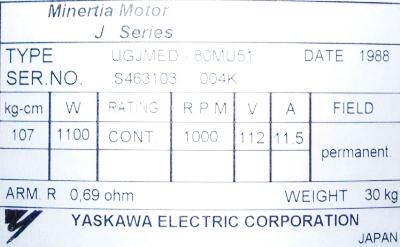 Minertia Motor
J Series
TYPE UGJMED - 80MU51 DATE 1988
SER.NO. S463103 004K
kg-cm W RATING R P M V A FIELD
107 1100 CONT 1000 112 11.5 permanent.
ARM. R 0,69 ohm WEIGHT 30 kg
YASKAWA ELECTRIC CORPORATION
JAPAN